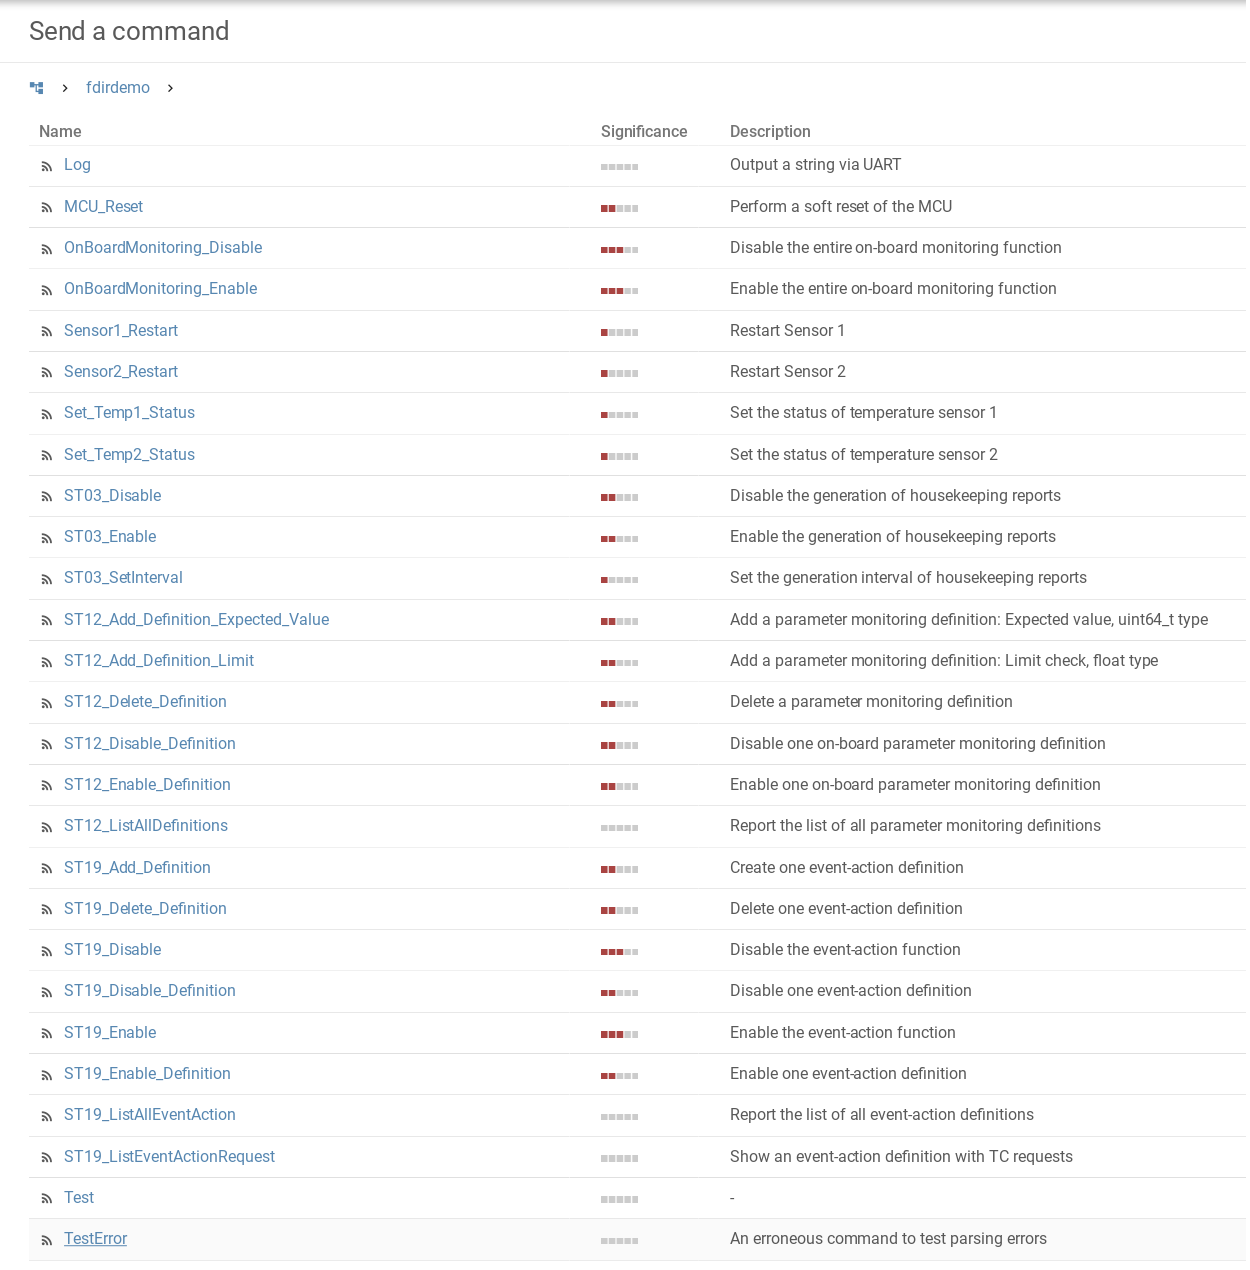 Send a command
fdirdemo
Name Significance Description
Log Output a string via UART
MCU_Reset Perform a soft reset of the MCU
OnBoardMonitoring_Disable Disable the entire on-board monitoring function
OnBoardMonitoring_Enable Enable the entire on-board monitoring function
Sensor1_Restart Restart Sensor 1
Sensor2_Restart Restart Sensor 2
Set_Temp1_Status Set the status of temperature sensor 1
Set_Temp2_Status Set the status of temperature sensor 2
ST03_Disable Disable the generation of housekeeping reports
ST03_Enable Enable the generation of housekeeping reports
ST03_SetInterval Set the generation interval of housekeeping reports
ST12_Add_Definition_Expected_Value Add a parameter monitoring definition: Expected value, uint64_t type
ST12_Add_Definition_Limit Add a parameter monitoring definition: Limit check, float type
ST12_Delete_Definition Delete a parameter monitoring definition
ST12_Disable_Definition Disable one on-board parameter monitoring definition
ST12_Enable_Definition Enable one on-board parameter monitoring definition
ST12_ListAllDefinitions Report the list of all parameter monitoring definitions
ST19_Add_Definition Create one event-action definition
ST19_Delete_Definition Delete one event-action definition
ST19_Disable Disable the event-action function
ST19_Disable_Definition Disable one event-action definition
ST19_Enable Enable the event-action function
ST19_Enable_Definition Enable one event-action definition
ST19_ListAllEventAction Report the list of all event-action definitions
ST19_ListEventActionRequest Show an event-action definition with TC requests
Test -
TestError An erroneous command to test parsing errors